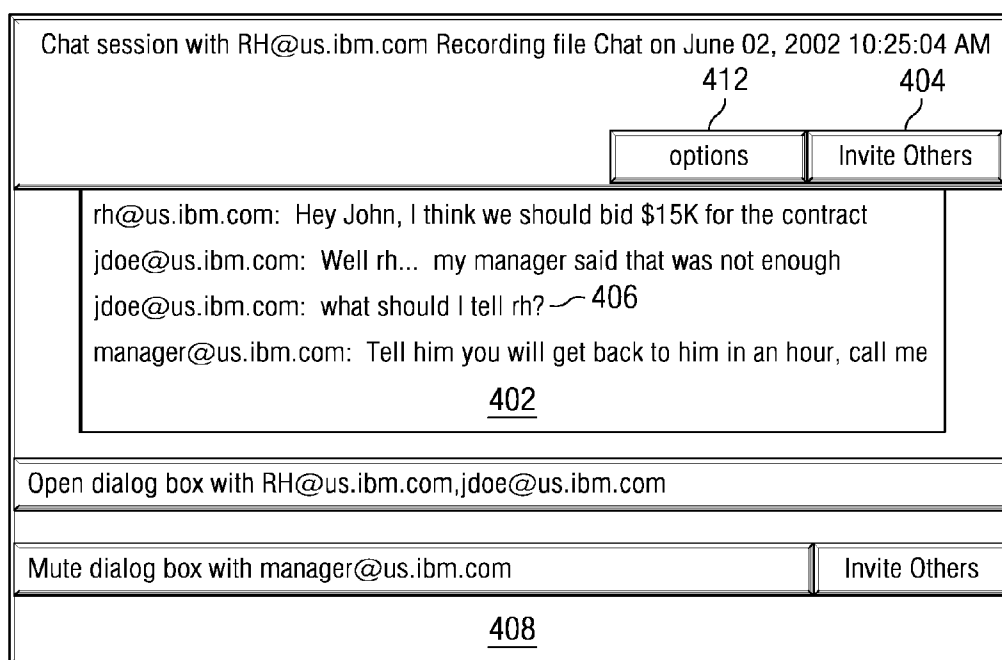 Chat session with RH@us.ibm.com Recording file Chat on June 02, 2002 10:25:04 AM
412 404
options Invite Others
rh@us.ibm.com: Hey John, I think we should bid $15K for the contract
jdoe@us.ibm.com: Well rh... my manager said that was not enough
jdoe@us.ibm.com: what should I tell rh? 406
manager@us.ibm.com: Tell him you will get back to him in an hour, call me
402
Open dialog box with RH@us.ibm.com,jdoe@us.ibm.com
Mute dialog box with manager@us.ibm.com Invite Others
408